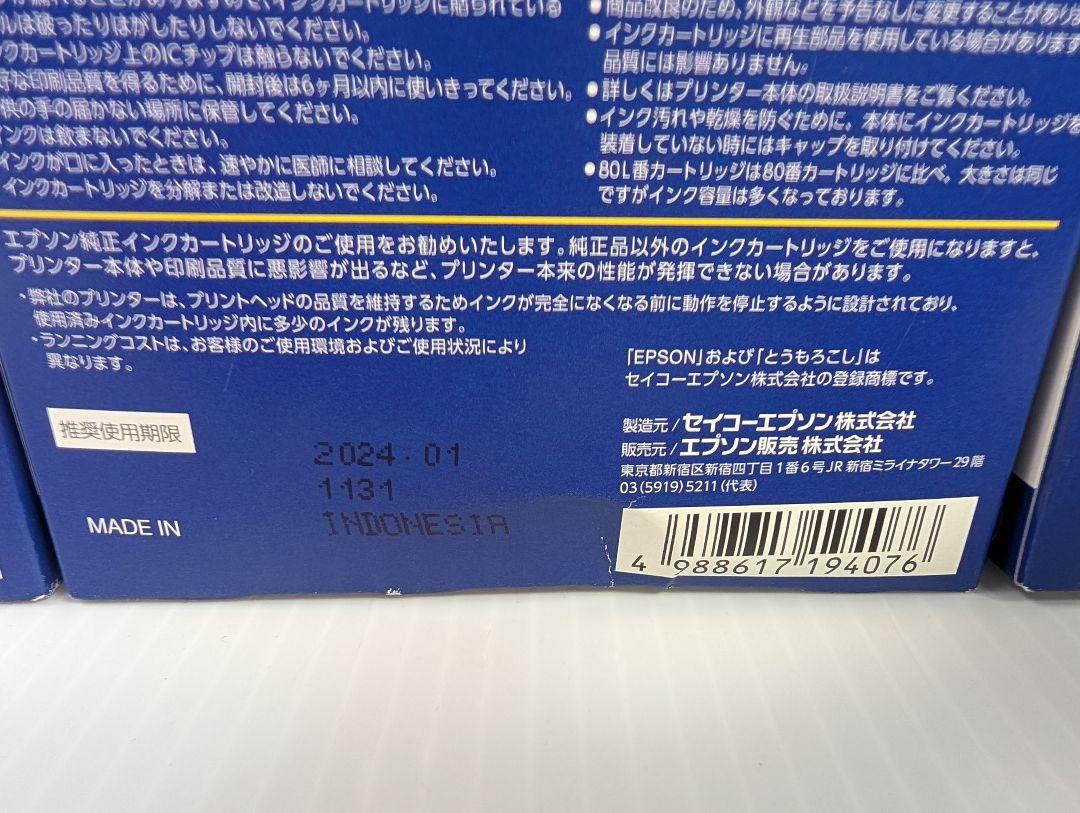 インクカートリッジに貼られている
ルは破ったりはがしたりしないでください。
クカートリッジ上のICチップは触らないでください。
好な印刷品質を得るために、開封後は6ヶ月以内に使いきってください。
供の手の届かない場所に保管してください。
インクは飲まないでください。
インクが口に入ったときは、速やかに医師に相談してください。
インクカートリッジを分解または改造しないでください。
●商品改良のため、外観などを予告なしに変更することがあり
●インクカートリッジに再生部品を使用している場合があります
品質には影響ありません。
●詳しくはプリンター本体の取扱説明書をご覧ください。
●インク汚れや乾燥を防ぐために、本体にインクカートリッジを
装着していない時にはキャップを取り付けてください。
●80L番カートリッジは80番カートリッジに比べ、大きさは同じ
ですがインク容量は多くなっております。
エプソン純正インクカートリッジのご使用をお勧めいたします。純正品以外のインクカートリッジをご使用になりますと、
プリンター本体や印刷品質に悪影響が出るなど、プリンター本来の性能が発揮できない場合があります。
・弊社のプリンターは、プリントヘッドの品質を維持するためインクが完全になくなる前に動作を停止するように設計されており、
使用済みインクカートリッジ内に多少のインクが残ります。
・ランニングコストは、お客様のご使用環境およびご使用状況により
異なります。
「EPSON」および「とうもろこし」は
セイコーエプソン株式会社の登録商標です。
推奨使用期限
2024.01
1131
MADE IN INDONESIA
製造元/セイコーエプソン株式会社
販売元/エプソン販売 株式会社
東京都新宿区新宿四丁目1番6号JR新宿ミライナタワー29階
03(5919)5211(代表)
4 988617 194076